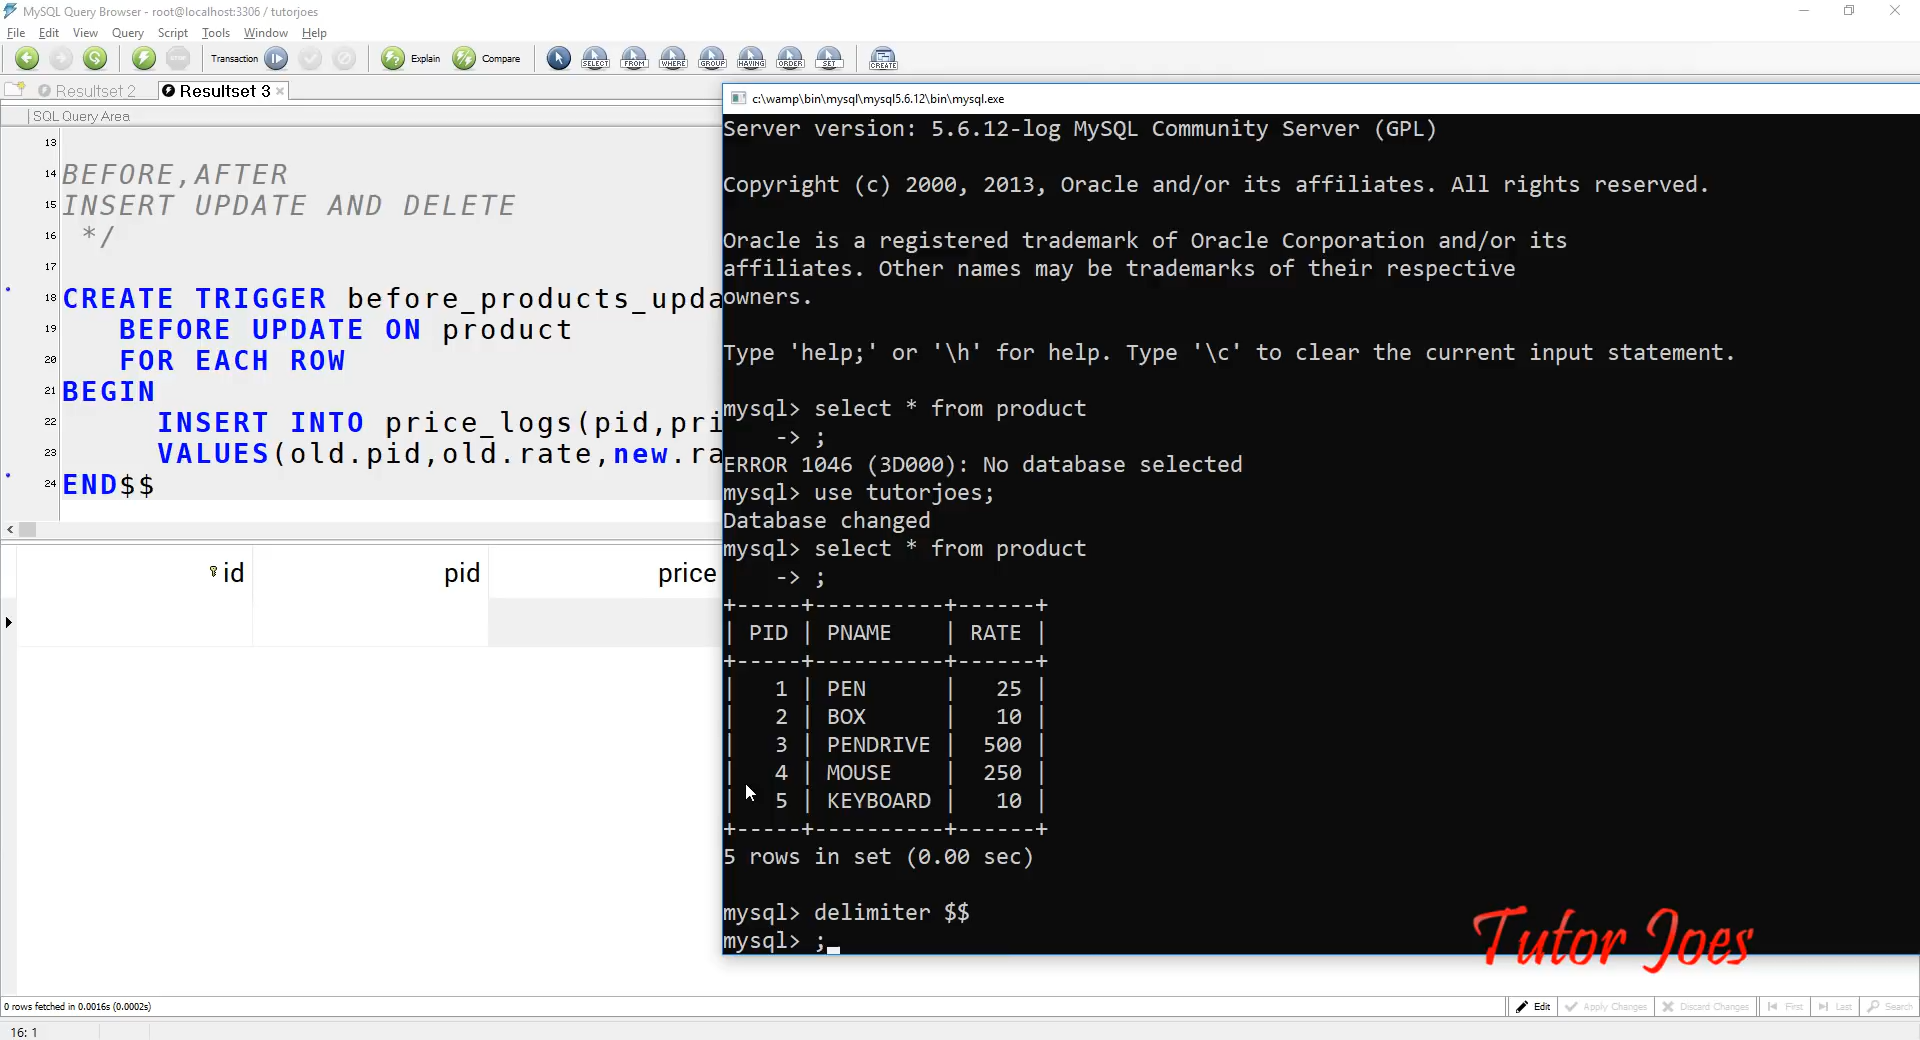 MySQL Query Browser - root@localhost:3306 / tutorjoes
File Edit View Query Script Tools Window Help
Transaction Explain Compare SELECT FROM WHERE GROUP HAVING ORDER SET CREATE
Resultset 2 Resultset 3
SQL Query Area
13
14 BEFORE,AFTER
15 INSERT UPDATE AND DELETE
16 */
17
18 CREATE TRIGGER before_products_upda
19 BEFORE UPDATE ON product
20 FOR EACH ROW
21 BEGIN
22 INSERT INTO price_logs(pid,pri
23 VALUES(old.pid,old.rate,new.ra
24 END$$
id pid price
c:\wamp\bin\mysql\mysql5.6.12\bin\mysql.exe
Server version: 5.6.12-log MySQL Community Server (GPL)
Copyright (c) 2000, 2013, Oracle and/or its affiliates. All rights reserved.
Oracle is a registered trademark of Oracle Corporation and/or its
affiliates. Other names may be trademarks of their respective
owners.
Type 'help;' or '\h' for help. Type '\c' to clear the current input statement.
mysql> select * from product
-> ;
ERROR 1046 (3D000): No database selected
mysql> use tutorjoes;
Database changed
mysql> select * from product
-> ;
+-----+----------+------+
| PID | PNAME | RATE |
+-----+----------+------+
| 1 | PEN | 25 |
| 2 | BOX | 10 |
| 3 | PENDRIVE | 500 |
| 4 | MOUSE | 250 |
| 5 | KEYBOARD | 10 |
+-----+----------+------+
5 rows in set (0.00 sec)
mysql> delimiter $$
mysql> ;
Tutor Joes
0 rows fetched in 0.0016s (0.0002s)
Edit Apply Changes Discard Changes First Last Search
16: 1